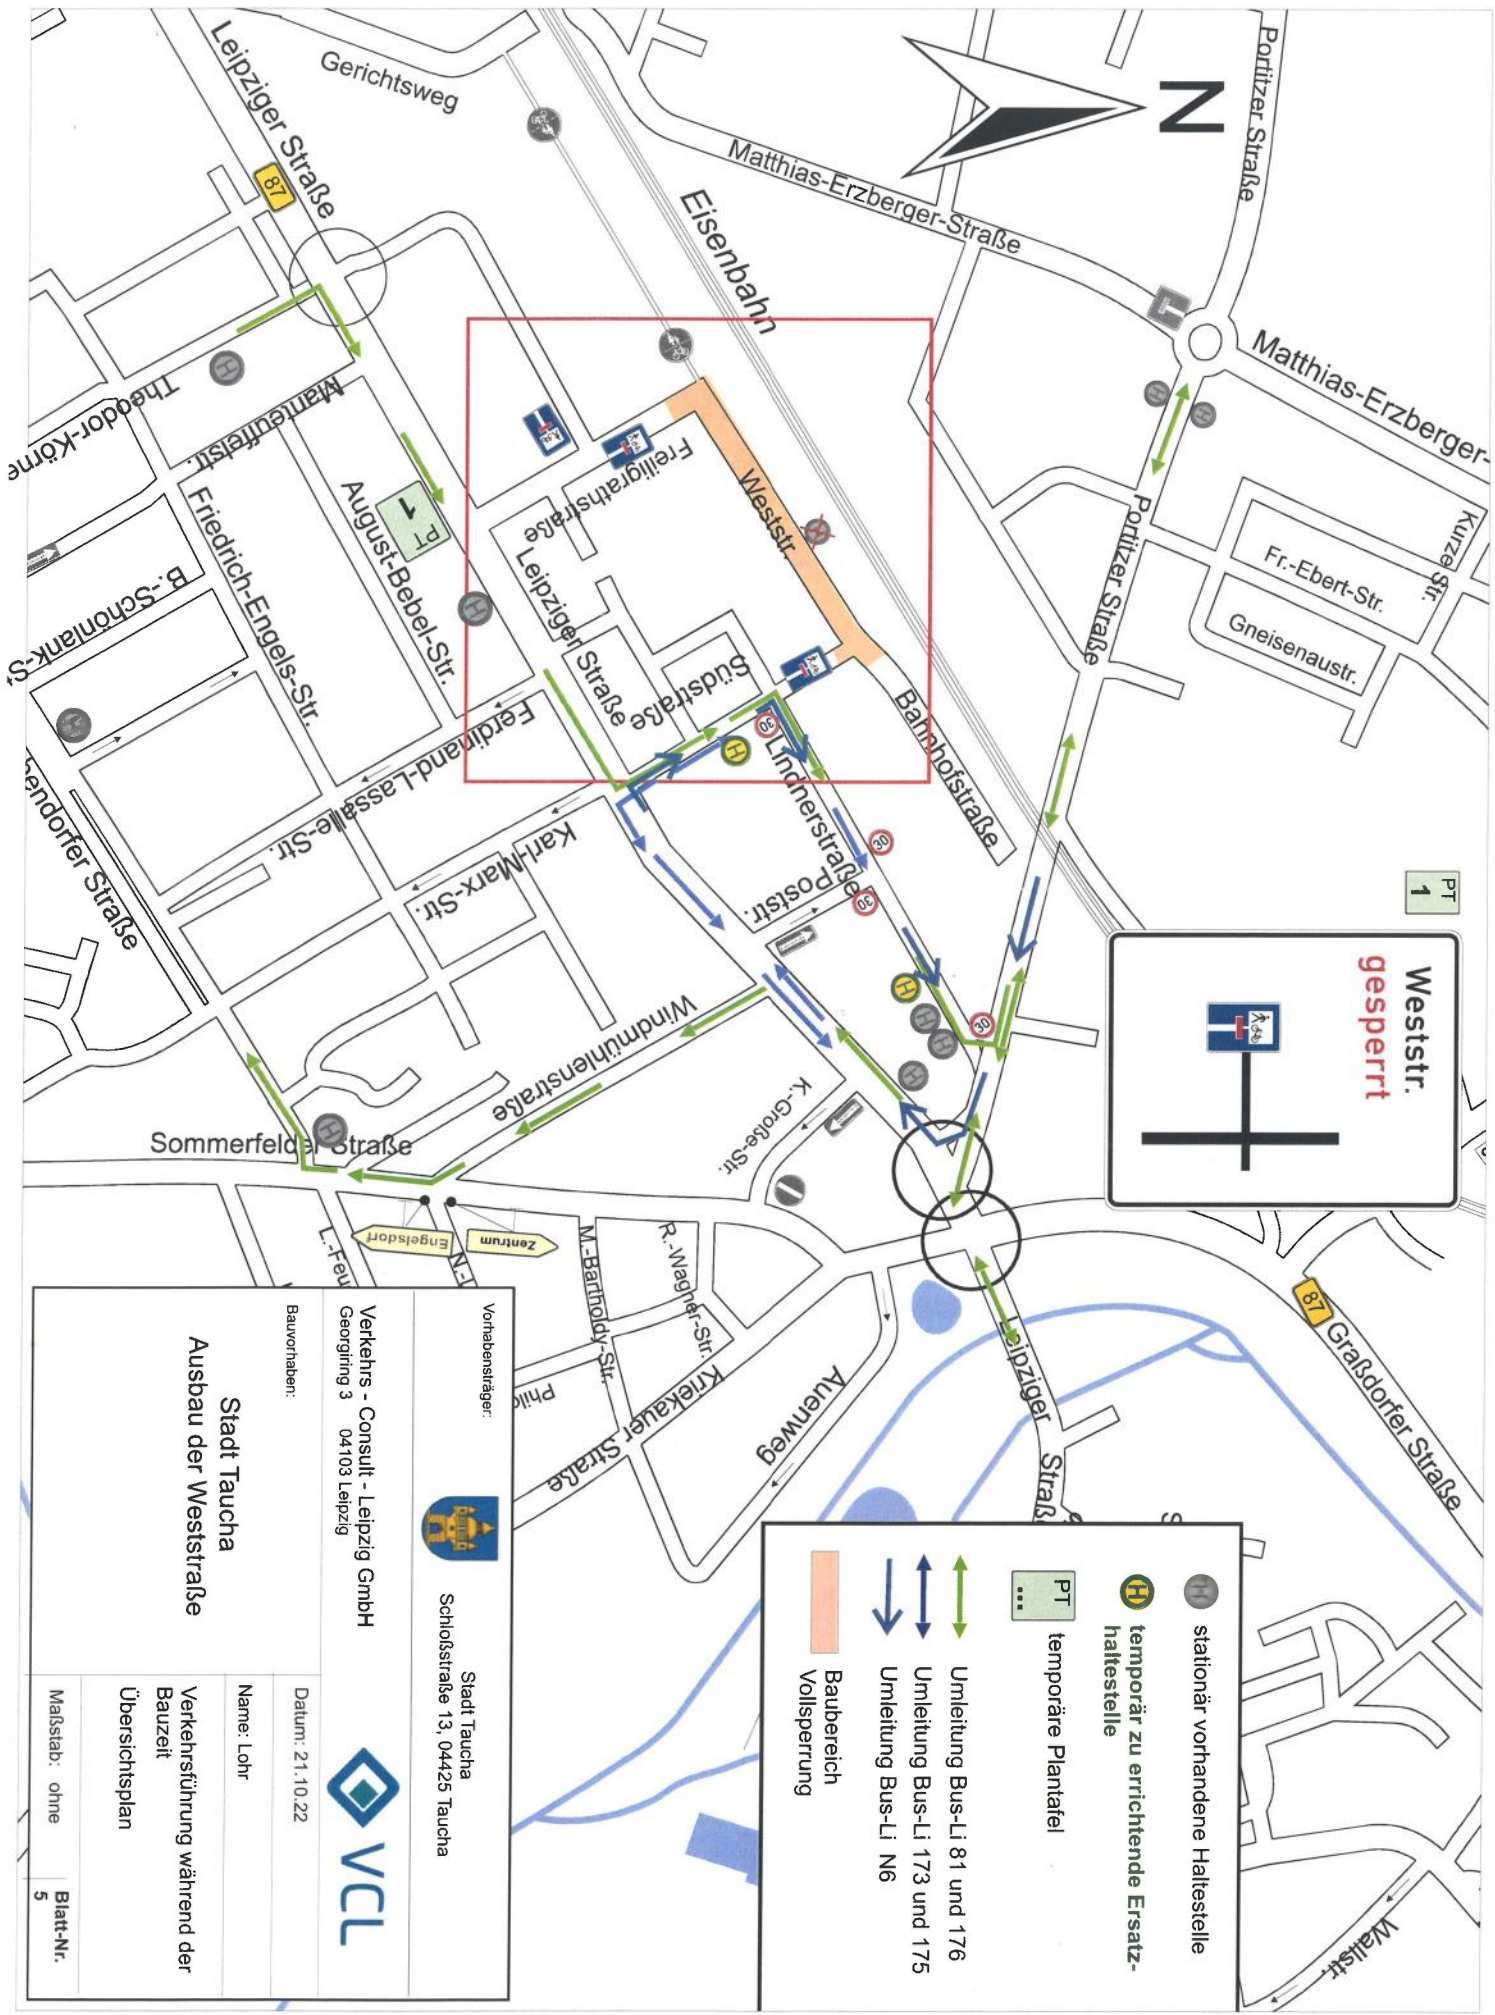 N
Portitzer Straße
Matthias-Erzberger-Straße
Matthias-Erzberger-
Gerichtsweg
Leipziger Straße
87
Eisenbahn
Kurze Str.
Fr.-Ebert-Str.
Gneisenaustr.
Portitzer Straße
Weststr.
Freiligrathstraße
Leipziger Straße
Südstraße
Bahnhofstraße
Lindnerstraße
Poststr.
30
30
30
30
H
H
H
H
H
H
H
H
H
H
Manteuffelstr.
Theodor-Körne
August-Bebel-Str.
PT
1
Friedrich-Engels-Str.
B.-Schönlank-S
Ferdinand-Lassalle-Str.
Karl-Marx-Str.
endorfer Straße
Windmühlenstraße
K.-Große-Str.
Sommerfelder Straße
Engelsdorf
Zentrum
L.-Feu
M.-Bartholdy-Str.
R.-Wagner-Str.
Philo
Kriekauer Straße
Auenweg
Leipziger Straße
87
Graßdorfer Straße
Wallstr.
PT
1
Weststr.
gesperrt
H stationär vorhandene Haltestelle
H temporär zu errichtende Ersatz-
haltestelle
PT
... temporäre Plantafel
Umleitung Bus-Li 81 und 176
Umleitung Bus-Li 173 und 175
Umleitung Bus-Li N6
Baubereich
Vollsperrung
Vorhabensträger:
Stadt Taucha
Schloßstraße 13, 04425 Taucha
Verkehrs - Consult - Leipzig GmbH
Georgiring 3 04103 Leipzig
VCL
Bauvorhaben:
Stadt Taucha
Ausbau der Weststraße
Datum: 21.10.22
Name: Lohr
Verkehrsführung während der
Bauzeit
Übersichtsplan
Maßstab: ohne
Blatt-Nr.
5